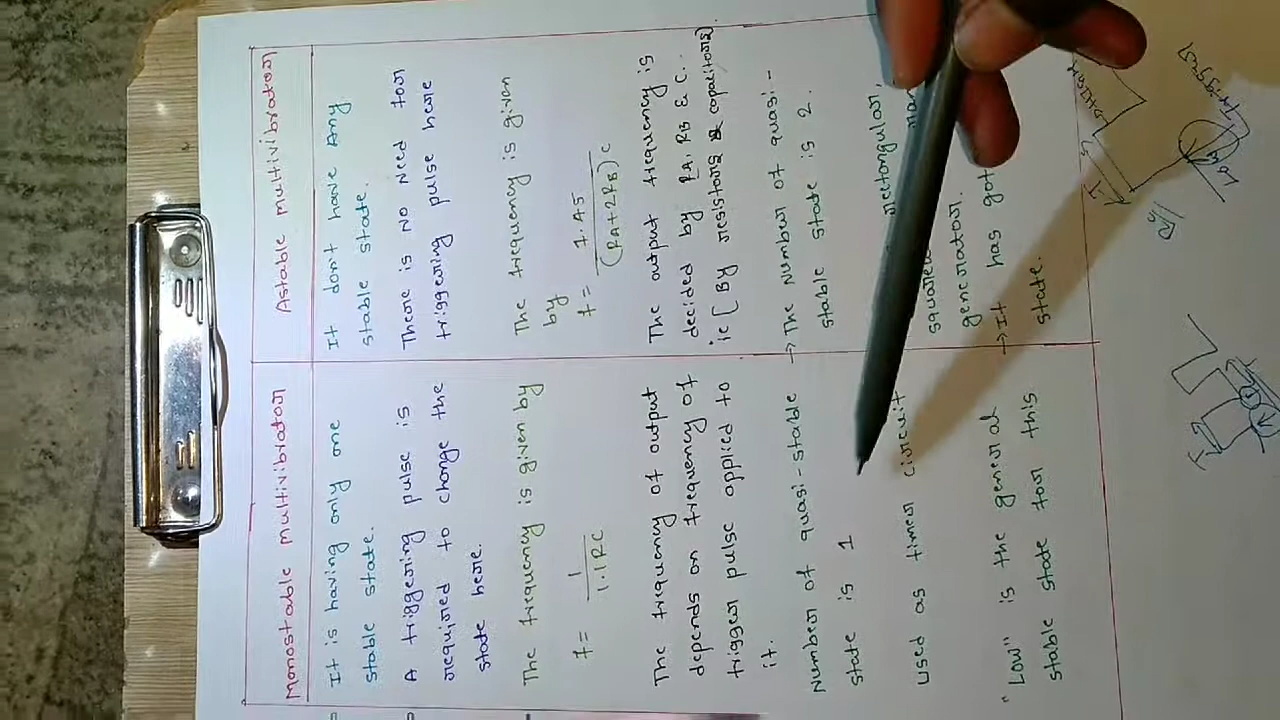 Monostable multivibrator
It is having only one
stable state.
A triggering pulse is
required to change the
state here.
The frequency is given by
f = 1/1.1RC
The frequency of output
depends on frequency of
trigger pulse applied to
it.
Number of quasi-stable
state is 1
used as timer circuit
"Low" is the general
stable state for this
Astable multivibrator
It don't have any
stable state.
There is no Need for
triggering pulse here
The frequency is given
by
f = 1.45/(RA+2RB)C
The output frequency is
decided by RA, RB & C.
ie [By resistors & capacitors].
→ The number of quasi-
stable state is 2.
rectangular,
square
generator.
→ It has got
state.